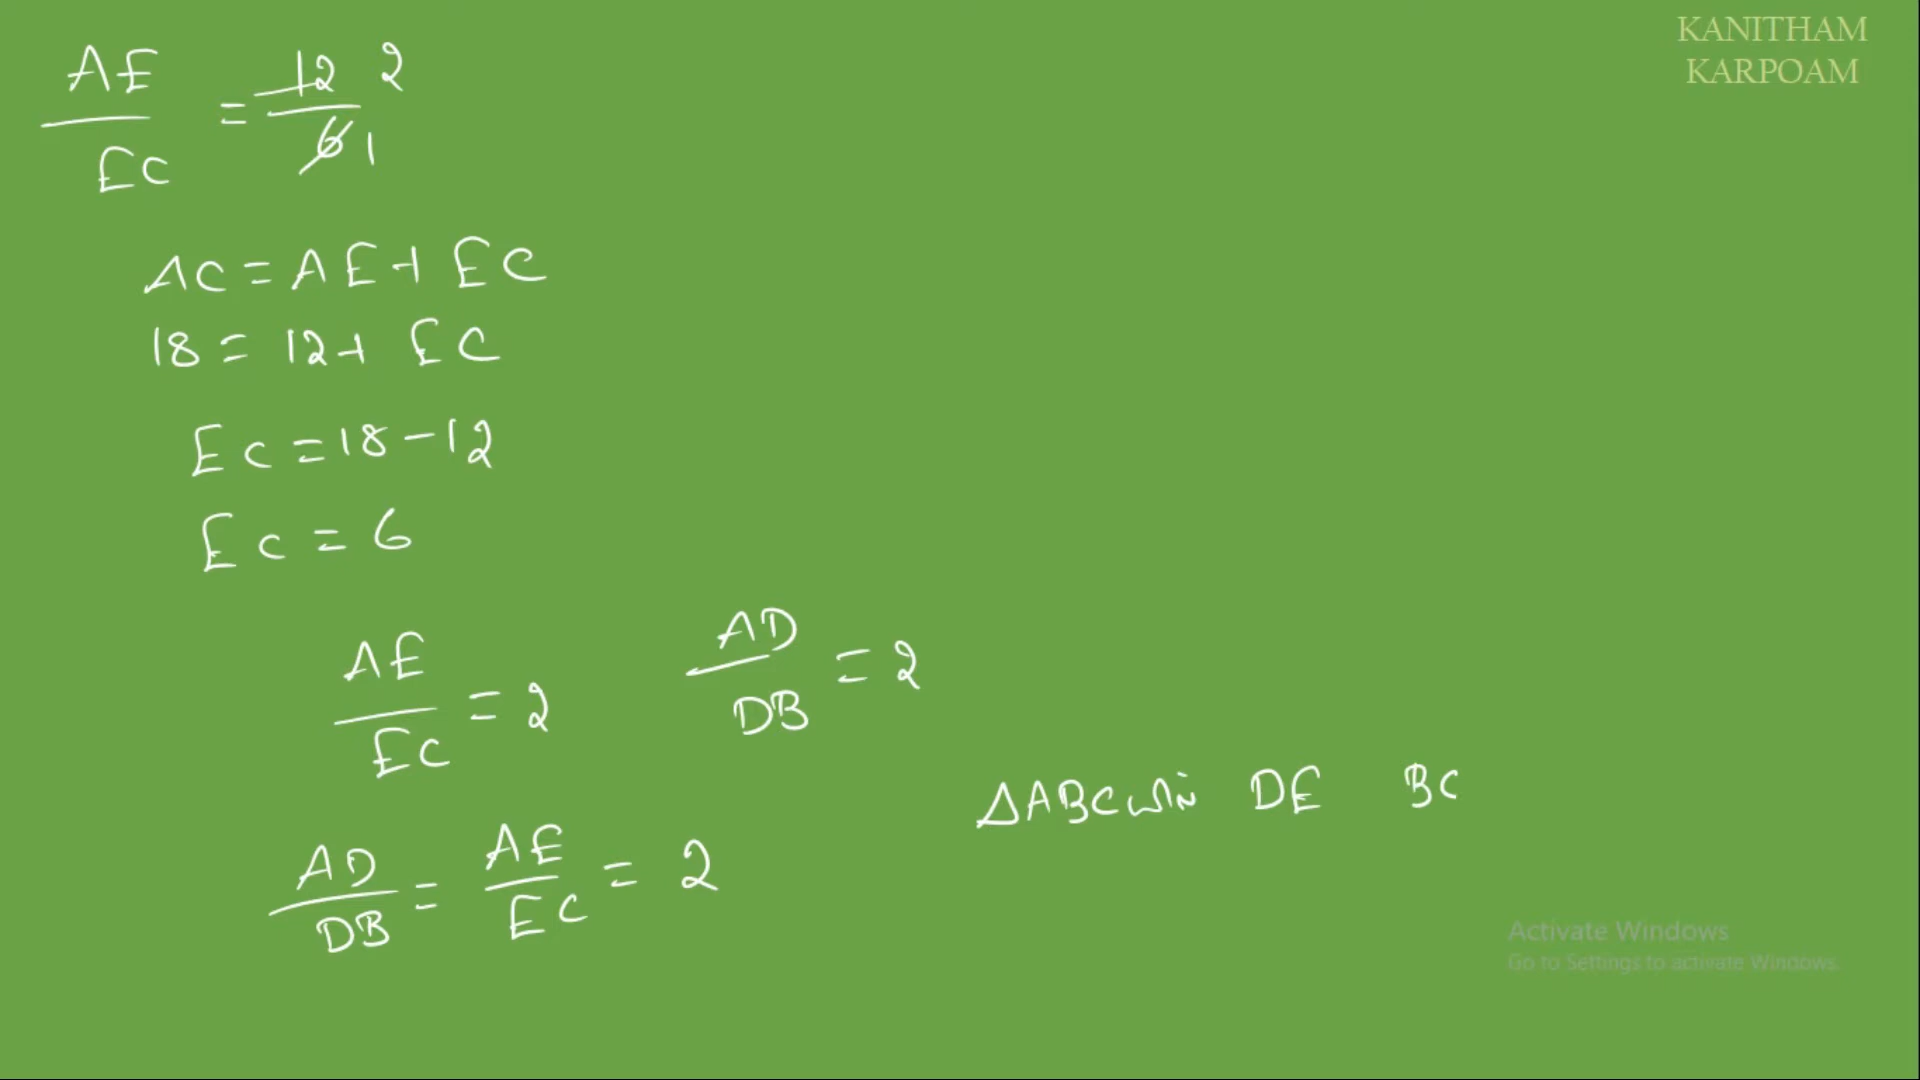 KANITHAM
KARPOAM
AE/EC = 12/6 2/1
AC = AE + EC
18 = 12 + EC
EC = 18 - 12
EC = 6
AE/EC = 2 AD/DB = 2
ΔABCயின் DE BC
AD/DB = AE/EC = 2
Activate Windows
Go to Settings to activate Windows.